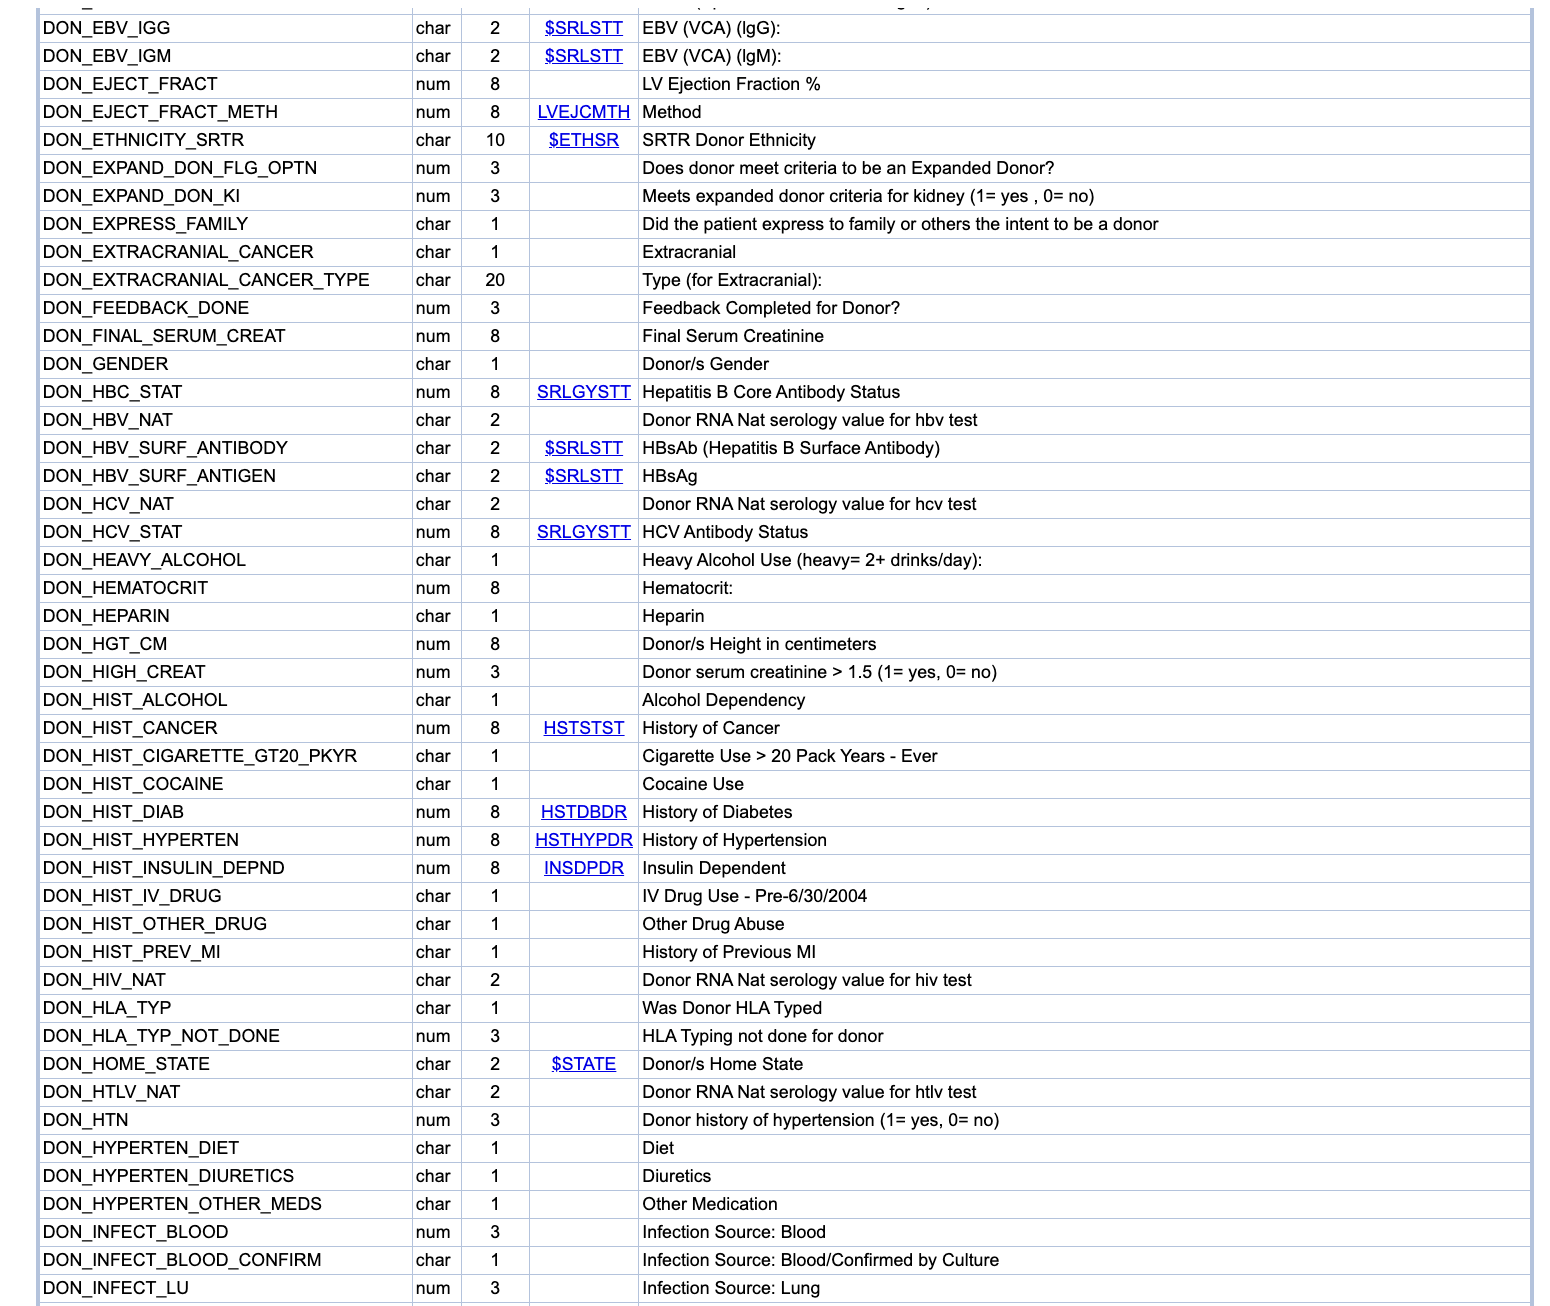 DON_EBV_IGG char 2 $SRLSTT EBV (VCA) (IgG):
DON_EBV_IGM char 2 $SRLSTT EBV (VCA) (IgM):
DON_EJECT_FRACT num 8 LV Ejection Fraction %
DON_EJECT_FRACT_METH num 8 LVEJCMTH Method
DON_ETHNICITY_SRTR char 10 $ETHSR SRTR Donor Ethnicity
DON_EXPAND_DON_FLG_OPTN num 3 Does donor meet criteria to be an Expanded Donor?
DON_EXPAND_DON_KI num 3 Meets expanded donor criteria for kidney (1= yes , 0= no)
DON_EXPRESS_FAMILY char 1 Did the patient express to family or others the intent to be a donor
DON_EXTRACRANIAL_CANCER char 1 Extracranial
DON_EXTRACRANIAL_CANCER_TYPE char 20 Type (for Extracranial):
DON_FEEDBACK_DONE num 3 Feedback Completed for Donor?
DON_FINAL_SERUM_CREAT num 8 Final Serum Creatinine
DON_GENDER char 1 Donor/s Gender
DON_HBC_STAT num 8 SRLGYSTT Hepatitis B Core Antibody Status
DON_HBV_NAT char 2 Donor RNA Nat serology value for hbv test
DON_HBV_SURF_ANTIBODY char 2 $SRLSTT HBsAb (Hepatitis B Surface Antibody)
DON_HBV_SURF_ANTIGEN char 2 $SRLSTT HBsAg
DON_HCV_NAT char 2 Donor RNA Nat serology value for hcv test
DON_HCV_STAT num 8 SRLGYSTT HCV Antibody Status
DON_HEAVY_ALCOHOL char 1 Heavy Alcohol Use (heavy= 2+ drinks/day):
DON_HEMATOCRIT num 8 Hematocrit:
DON_HEPARIN char 1 Heparin
DON_HGT_CM num 8 Donor/s Height in centimeters
DON_HIGH_CREAT num 3 Donor serum creatinine > 1.5 (1= yes, 0= no)
DON_HIST_ALCOHOL char 1 Alcohol Dependency
DON_HIST_CANCER num 8 HSTSTST History of Cancer
DON_HIST_CIGARETTE_GT20_PKYR char 1 Cigarette Use > 20 Pack Years - Ever
DON_HIST_COCAINE char 1 Cocaine Use
DON_HIST_DIAB num 8 HSTDBDR History of Diabetes
DON_HIST_HYPERTEN num 8 HSTHYPDR History of Hypertension
DON_HIST_INSULIN_DEPND num 8 INSDPDR Insulin Dependent
DON_HIST_IV_DRUG char 1 IV Drug Use - Pre-6/30/2004
DON_HIST_OTHER_DRUG char 1 Other Drug Abuse
DON_HIST_PREV_MI char 1 History of Previous MI
DON_HIV_NAT char 2 Donor RNA Nat serology value for hiv test
DON_HLA_TYP char 1 Was Donor HLA Typed
DON_HLA_TYP_NOT_DONE num 3 HLA Typing not done for donor
DON_HOME_STATE char 2 $STATE Donor/s Home State
DON_HTLV_NAT char 2 Donor RNA Nat serology value for htlv test
DON_HTN num 3 Donor history of hypertension (1= yes, 0= no)
DON_HYPERTEN_DIET char 1 Diet
DON_HYPERTEN_DIURETICS char 1 Diuretics
DON_HYPERTEN_OTHER_MEDS char 1 Other Medication
DON_INFECT_BLOOD num 3 Infection Source: Blood
DON_INFECT_BLOOD_CONFIRM char 1 Infection Source: Blood/Confirmed by Culture
DON_INFECT_LU num 3 Infection Source: Lung